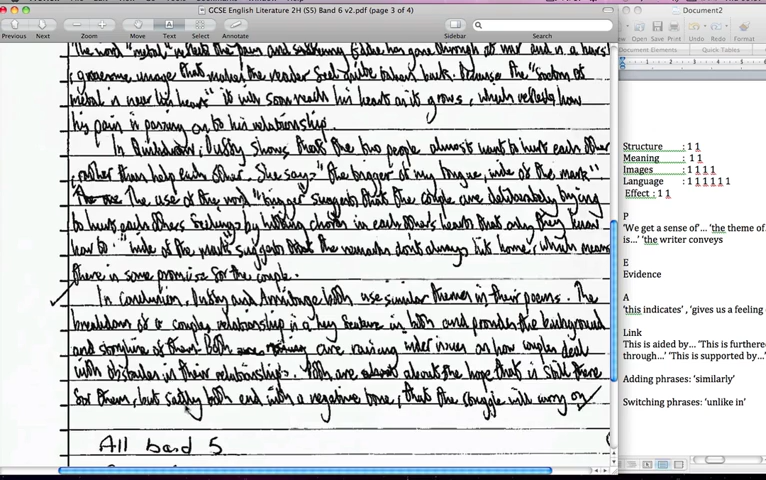 GCSE English Literature 2H (S5) Band 6 v2.pdf (page 3 of 4)
Document2
Previous Next Zoom Move Text Select Annotate Sidebar Search
Open Save Print Undo Redo Format
Document Elements Quick Tables
The word "metal" reflects the pain and suffering Eddie has gone through at war and is a harsh
gruesome image that makes the reader feel quite taken back. Because the
metal is near his heart" it will soon reach his heart as it grows, which reflects how
his pain is passing on to his relationship.
In Quickdraw, Duffy shows that the two people almost want to hurt each other
rather than help each other. She says "the trigger of my tongue, wide of the mark".
The use of the word "trigger" suggests that the couple are deliberately trying
to hurt each others feelings by hitting chords in each other's hearts that only they know
how to. "wide of the mark suggests that the remarks don't always hit home, which means
there is some promise for the couple.
In conclusion, Duffy and Armitage both use similar themes in their poems. The
breakdown of a couples relationship is a key feature in both and provides the background
and storyline of them. Both are raising wider issues on how couples deal
with obstacles in their relationships. Both are about the hope that is still there
for them, but sadly both end with a negative tone, that the struggle will carry on
All band 5
Structure : 1 1
Meaning : 1 1
Images : 1 1 1 1
Language : 1 1 1 1 1 1
Effect : 1 1
P
'We get a sense of'... 'the theme of
is...' 'the writer conveys
E
Evidence
A
'this indicates' , 'gives us a feeling
Link
'This is aided by... 'This is furthered
through...' 'This is supported by...'
Adding phrases: 'similarly'
Switching phrases: 'unlike in'